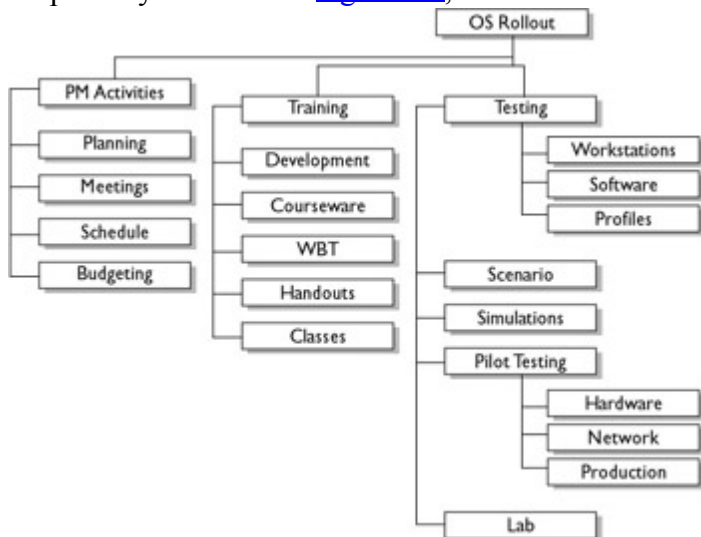 OS Rollout
PM Activities
Planning
Meetings
Schedule
Budgeting
Training
Development
Courseware
WBT
Handouts
Classes
Testing
Workstations
Software
Profiles
Scenario
Simulations
Pilot Testing
Hardware
Network
Production
Lab